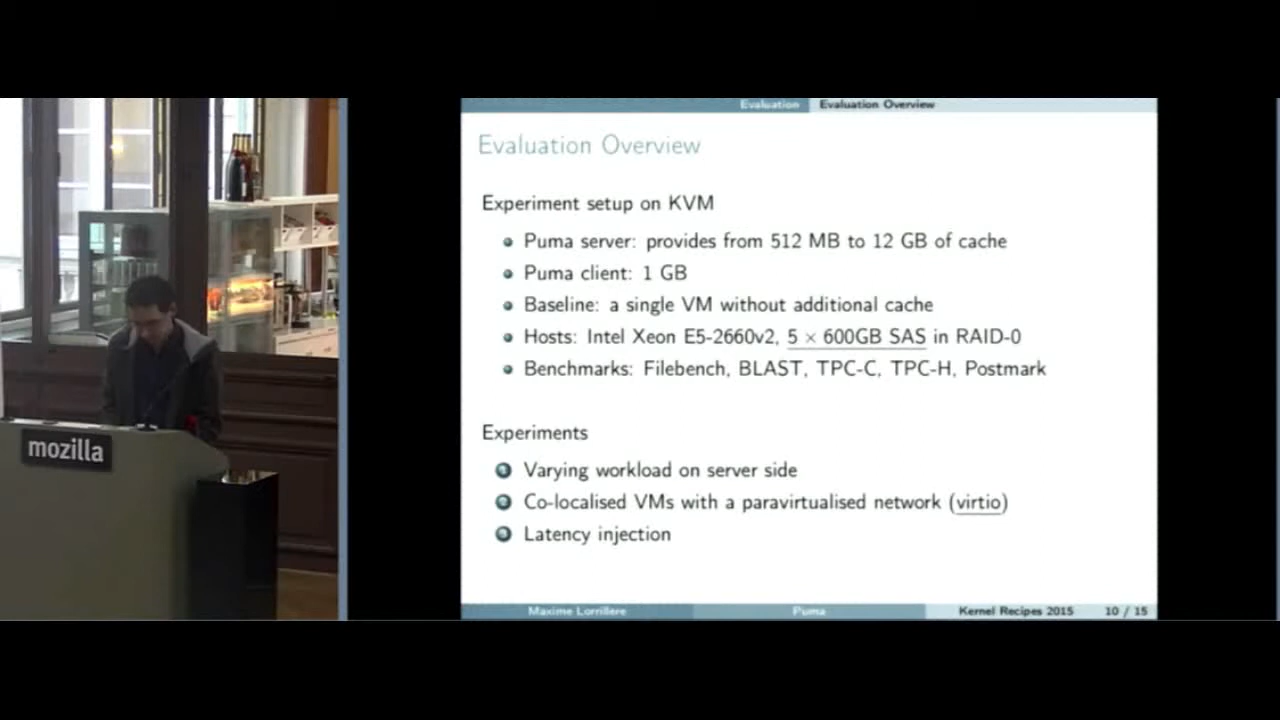 mozilla
Evaluation Evaluation Overview
Evaluation Overview
Experiment setup on KVM
Puma server: provides from 512 MB to 12 GB of cache
Puma client: 1 GB
Baseline: a single VM without additional cache
Hosts: Intel Xeon E5-2660v2, 5 × 600GB SAS in RAID-0
Benchmarks: Filebench, BLAST, TPC-C, TPC-H, Postmark
Experiments
1 Varying workload on server side
2 Co-localised VMs with a paravirtualised network (virtio)
3 Latency injection
Maxime Lorrillere Puma Kernel Recipes 2015 10 / 15